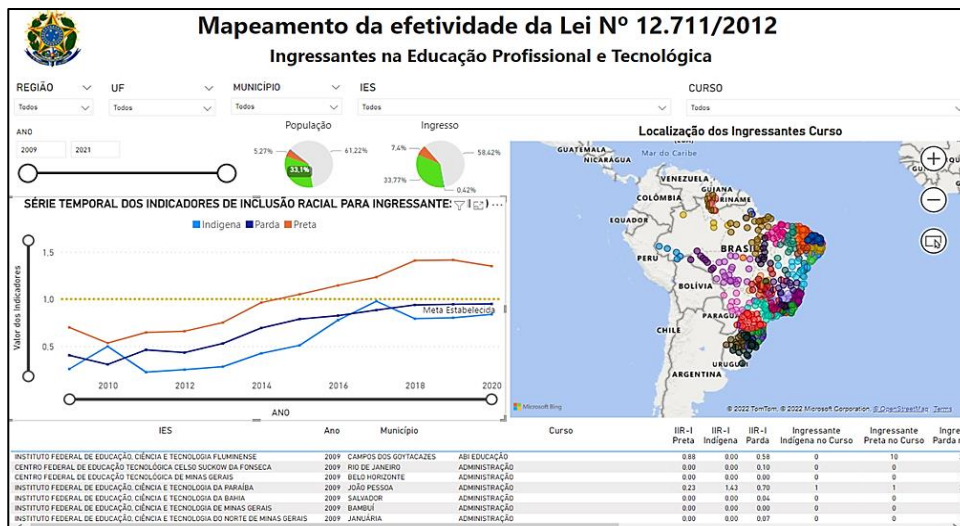 Mapeamento da efetividade da Lei Nº 12.711/2012
Ingressantes na Educação Profissional e Tecnológica
REGIÃO UF MUNICÍPIO IES CURSO
Todos Todos Todos Todos Todos
ANO
2009 2021
População
5.27% 61.22%
33,1%
Ingresso
7.4% 58.42%
33.77% 0.42%
Localização dos Ingressantes Curso
GUATEMALA
NICARÁGUA
Mar do Caribe
VENEZUELA
GUIANA
SURINAME
COLÔMBIA
EQUADOR
BRASIL
PERU
BOLÍVIA
PARAGUA
CHILE
URUGUAI
ARGENTINA
Microsoft Bing
© 2022 TomTom, © 2022 Microsoft Corporation, © OpenStreetMap Terms
SÉRIE TEMPORAL DOS INDICADORES DE INCLUSÃO RACIAL PARA INGRESSANTE
Indígena Parda Preta
Valor dos Indicadores
1.5
1.0
0.5
Meta Estabelecida
2010 2012 2014 2016 2018 2020
ANO
IES Ano Município Curso IIR-I Preta IIR-I Indígena IIR-I Parda Ingressante Indígena no Curso Ingressante Preta no Curso Ingre Parda n
INSTITUTO FEDERAL DE EDUCAÇÃO, CIÊNCIA E TECNOLOGIA FLUMINENSE 2009 CAMPOS DOS GOYTACAZES ABI EDUCAÇÃO 0.88 0.00 0.58 0 10
CENTRO FEDERAL DE EDUCAÇÃO TECNOLÓGICA CELSO SUCKOW DA FONSECA 2009 RIO DE JANEIRO ADMINISTRAÇÃO 0.00 0.00 0.10 0 0
CENTRO FEDERAL DE EDUCAÇÃO TECNOLÓGICA DE MINAS GERAIS 2009 BELO HORIZONTE ADMINISTRAÇÃO 0.00 0.00 0.00 0 0
INSTITUTO FEDERAL DE EDUCAÇÃO, CIÊNCIA E TECNOLOGIA DA PARAÍBA 2009 JOÃO PESSOA ADMINISTRAÇÃO 0.23 1.43 0.70 1 1
INSTITUTO FEDERAL DE EDUCAÇÃO, CIÊNCIA E TECNOLOGIA DA BAHIA 2009 SALVADOR ADMINISTRAÇÃO 0.00 0.00 0.04 0 0
INSTITUTO FEDERAL DE EDUCAÇÃO, CIÊNCIA E TECNOLOGIA DE MINAS GERAIS 2009 BAMBUÍ ADMINISTRAÇÃO 0.00 0.00 0.00 0 0
INSTITUTO FEDERAL DE EDUCAÇÃO, CIÊNCIA E TECNOLOGIA DO NORTE DE MINAS GERAIS 2009 JANUÁRIA ADMINISTRAÇÃO 0.00 0.00 0.07 0 0